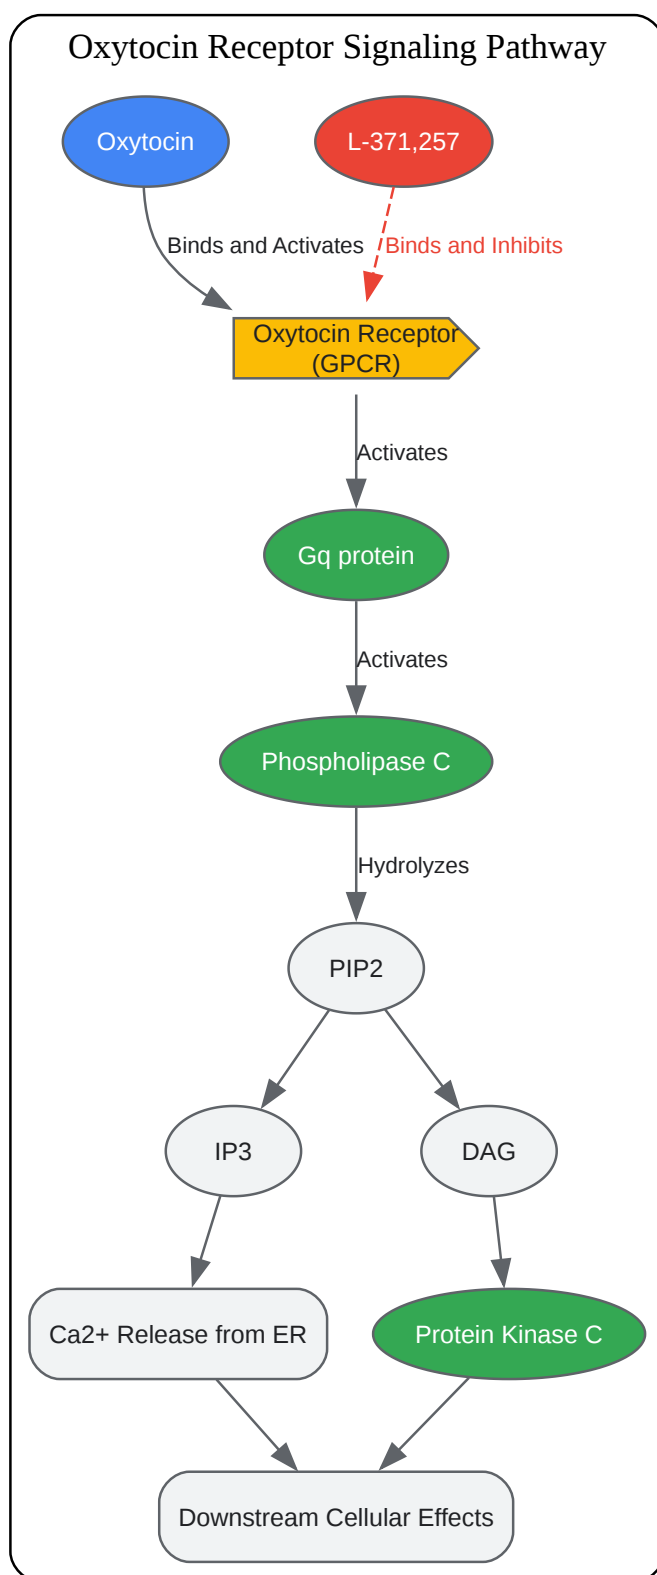 Oxytocin Receptor Signaling Pathway
Oxytocin
L-371,257
Binds and Activates
Binds and Inhibits
Oxytocin Receptor
(GPCR)
Activates
Gq protein
Activates
Phospholipase C
Hydrolyzes
PIP2
IP3
DAG
Ca2+ Release from ER
Protein Kinase C
Downstream Cellular Effects